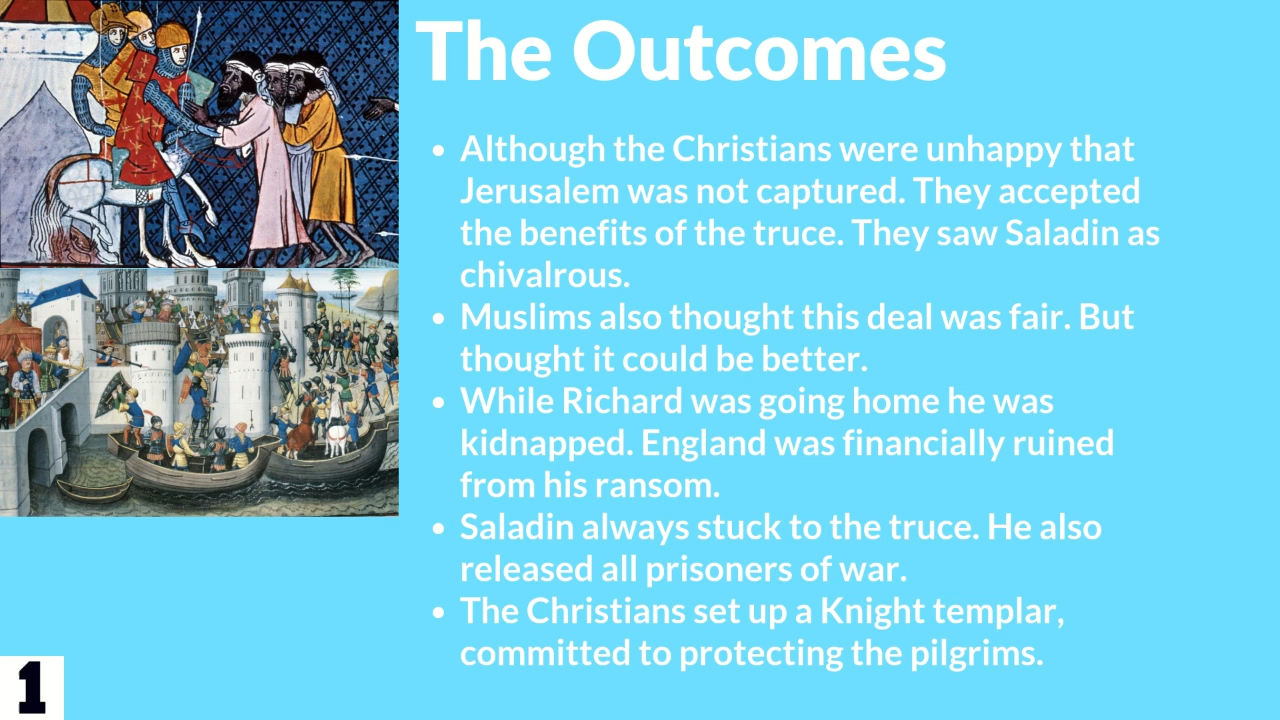 The Outcomes
• Although the Christians were unhappy that
Jerusalem was not captured. They accepted
the benefits of the truce. They saw Saladin as
chivalrous.
• Muslims also thought this deal was fair. But
thought it could be better.
• While Richard was going home he was
kidnapped. England was financially ruined
from his ransom.
• Saladin always stuck to the truce. He also
released all prisoners of war.
• The Christians set up a Knight templar,
committed to protecting the pilgrims.
1